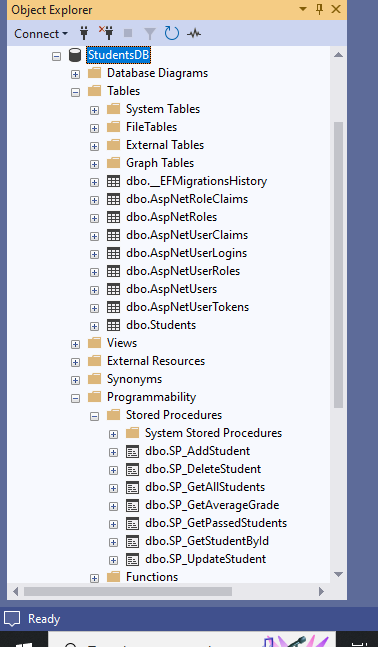 Object Explorer
Connect
StudentsDB
Database Diagrams
Tables
System Tables
FileTables
External Tables
Graph Tables
dbo.__EFMigrationsHistory
dbo.AspNetRoleClaims
dbo.AspNetRoles
dbo.AspNetUserClaims
dbo.AspNetUserLogins
dbo.AspNetUserRoles
dbo.AspNetUsers
dbo.AspNetUserTokens
dbo.Students
Views
External Resources
Synonyms
Programmability
Stored Procedures
System Stored Procedures
dbo.SP_AddStudent
dbo.SP_DeleteStudent
dbo.SP_GetAllStudents
dbo.SP_GetAverageGrade
dbo.SP_GetPassedStudents
dbo.SP_GetStudentById
dbo.SP_UpdateStudent
Functions
Ready